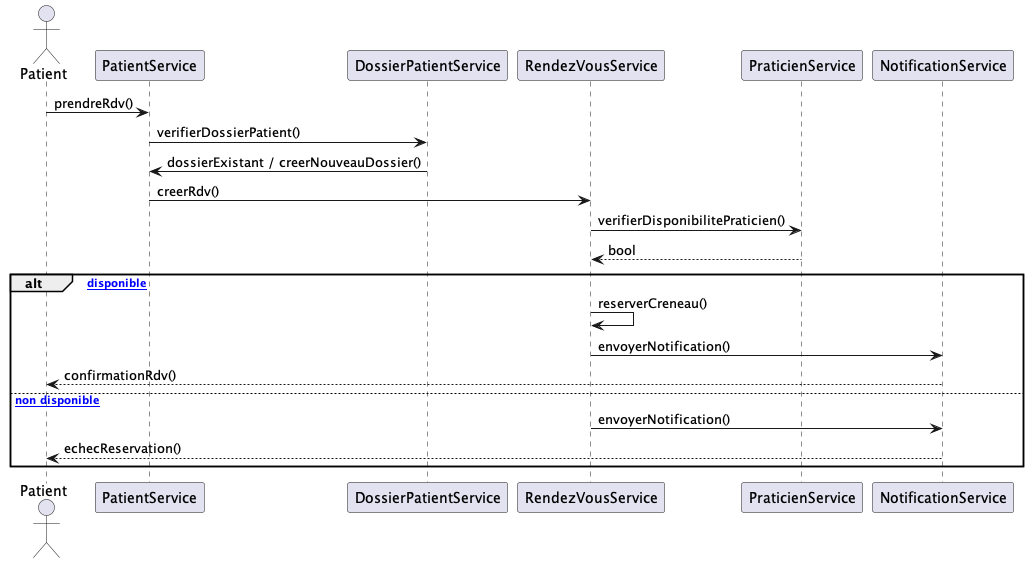 Patient
PatientService
DossierPatientService
RendezVousService
PraticienService
NotificationService
prendreRdv()
verifierDossierPatient()
dossierExistant / creerNouveauDossier()
creerRdv()
verifierDisponibilitePraticien()
bool
alt
disponible
reserverCreneau()
envoyerNotification()
confirmationRdv()
non disponible
envoyerNotification()
echecReservation()
Patient
PatientService
DossierPatientService
RendezVousService
PraticienService
NotificationService